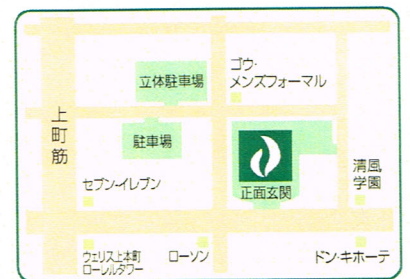 ゴウ・
メンズフォーマル
立体駐車場
上町筋
駐車場
清風
学園
セブン-イレブン
正面玄関
ウェリス上本町
ローレルタワー
ローソン
ドン・キホーテ